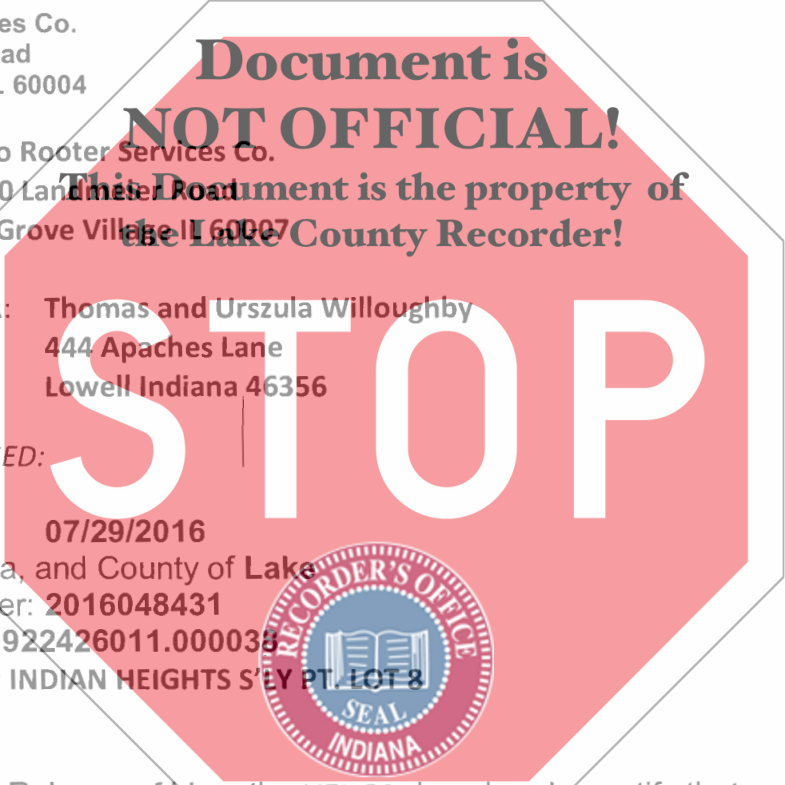 es Co.
ad
. 60004
Document is
NOT OFFICIAL!
This Document is the property of
the Lake County Recorder!
o Rooter Services Co.
0 Landmeier Road
Grove Village IL 60007
: Thomas and Urszula Willoughby
444 Apaches Lane
Lowell Indiana 46356
STOP
ED:
07/29/2016
a, and County of Lake
er: 2016048431
922426011.000038
INDIAN HEIGHTS S'LY PT. LOT 8
RECORDER'S OFFICE
SEAL
INDIANA